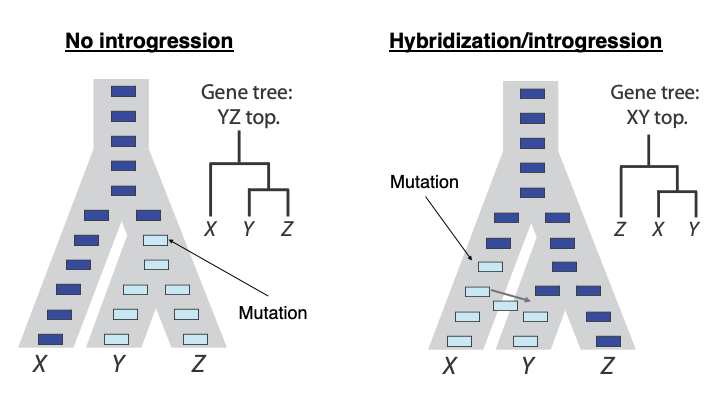 No introgression
Gene tree:
YZ top.
X Y Z
Mutation
X Y Z
Hybridization/introgression
Gene tree:
XY top.
Mutation
Z X Y
X Y Z